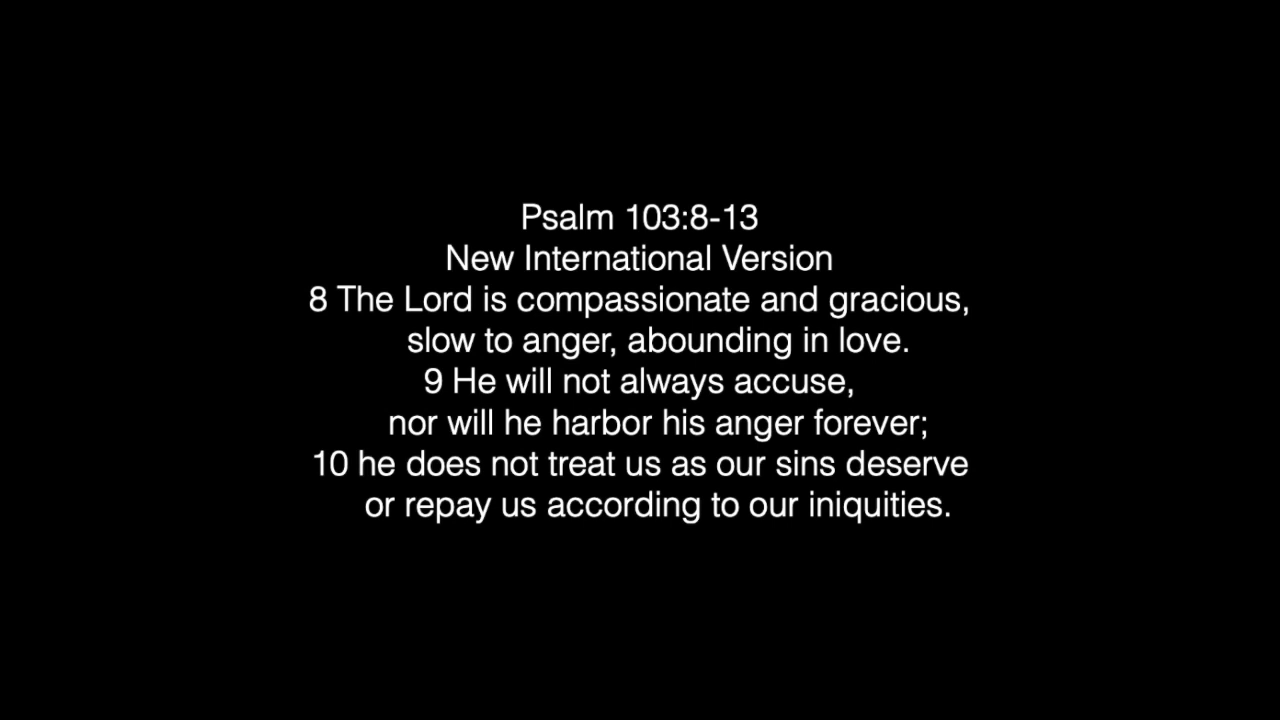 Psalm 103:8-13
New International Version
8 The Lord is compassionate and gracious,
slow to anger, abounding in love.
9 He will not always accuse,
nor will he harbor his anger forever;
10 he does not treat us as our sins deserve
or repay us according to our iniquities.